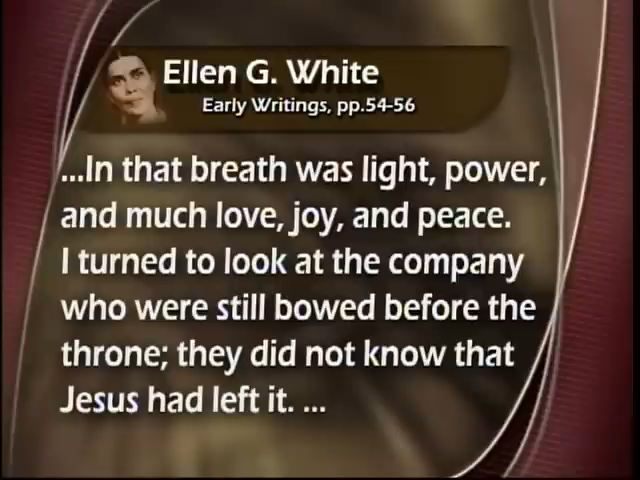 Ellen G. White
Early Writings, pp.54-56
...In that breath was light, power,
and much love, joy, and peace.
I turned to look at the company
who were still bowed before the
throne; they did not know that
Jesus had left it. ...